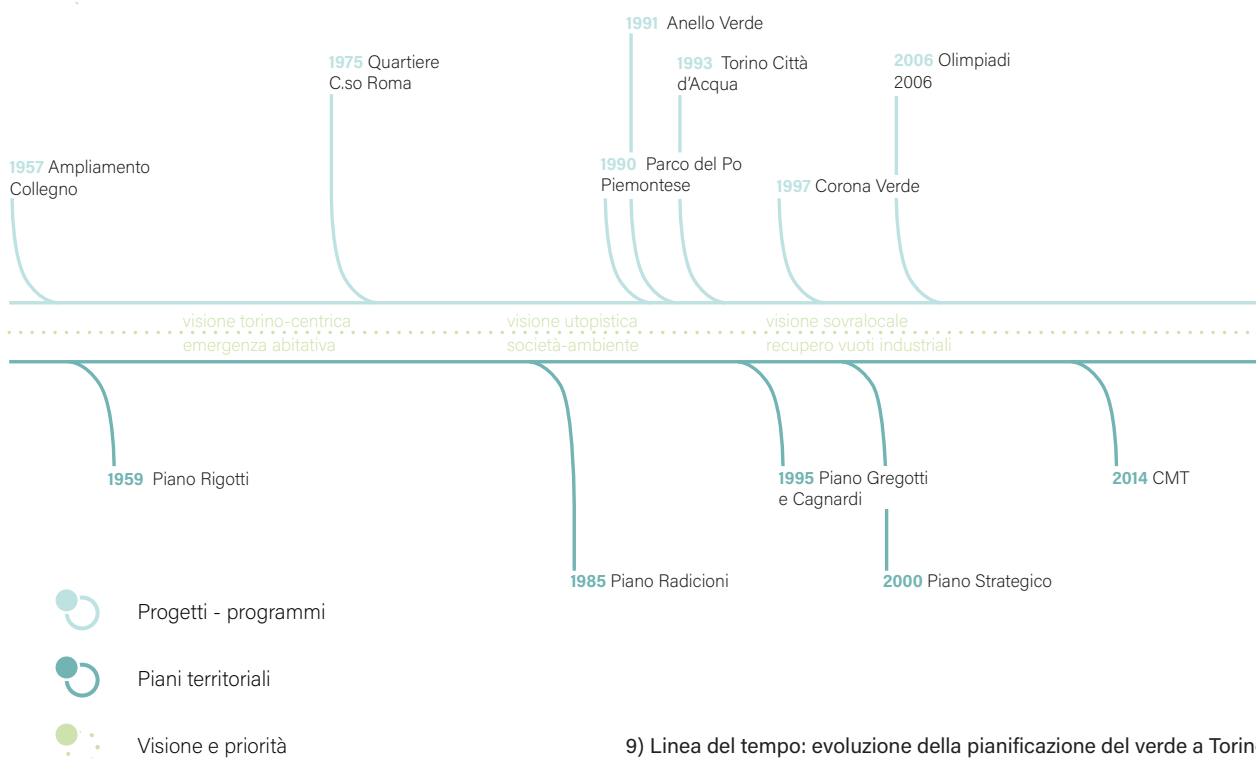 1991 Anello Verde
1975 Quartiere
C.so Roma
1993 Torino Città
d'Acqua
2006 Olimpiadi
2006
1957 Ampliamento
Collegno
1990 Parco del Po
Piemontese
1997 Corona Verde
visione torino-centrica
emergenza abitativa
visione utopistica
società-ambiente
visione sovralocale
recupero vuoti industriali
1959 Piano Rigotti
1995 Piano Gregotti
e Cagnardi
2014 CMT
1985 Piano Radicioni
2000 Piano Strategico
Progetti - programmi
Piani territoriali
Visione e priorità
9) Linea del tempo: evoluzione della pianificazione del verde a Torino